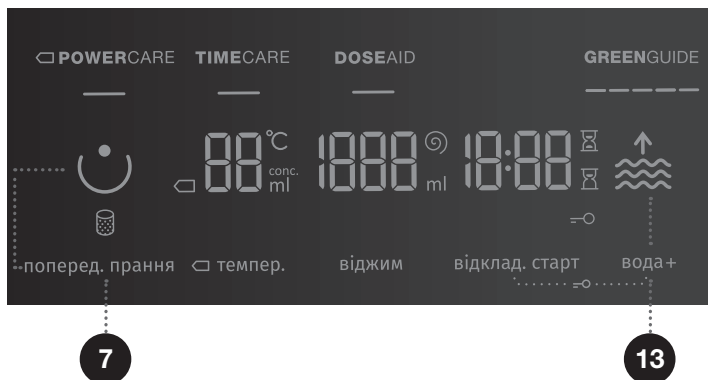 POWERCARE TIMECARE DOSEAID GREENGUIDE
88 °C 1888 18:88
conc.
ml ml
поперед. прання темпер. віджим відклад. старт вода+
7 13